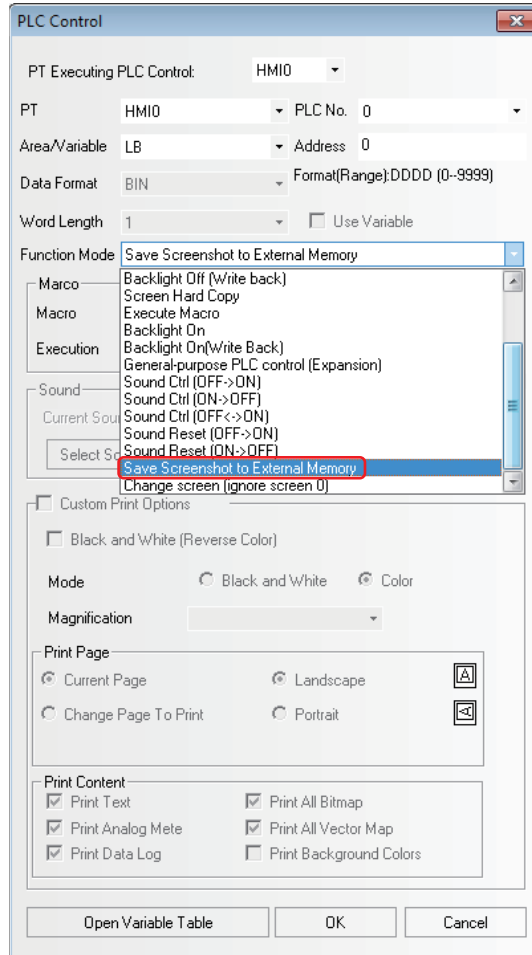 PLC Control
PT Executing PLC Control: HMI0
PT HMI0 PLC No. 0
Area/Variable LB Address 0
Data Format BIN Format(Range):DDDD (0--9999)
Word Length 1 Use Variable
Function Mode Save Screenshot to External Memory
Backlight Off (Write back)
Marco
Screen Hard Copy
Macro Execute Macro
Backlight On
Backlight On(Write Back)
Execution
General-purpose PLC control (Expansion)
Sound Ctrl (OFF->ON)
Sound
Sound Ctrl (ON->OFF)
Current Sou Sound Ctrl (OFF<->ON)
Sound Reset (OFF->ON)
Select So Sound Reset (ON->OFF)
Save Screenshot to External Memory
Change screen (ignore screen 0)
Custom Print Options
Black and White (Reverse Color)
Mode Black and White Color
Magnification
Print Page
Current Page Landscape A
Change Page To Print Portrait A
Print Content
Print Text Print All Bitmap
Print Analog Mete Print All Vector Map
Print Data Log Print Background Colors
Open Variable Table OK Cancel